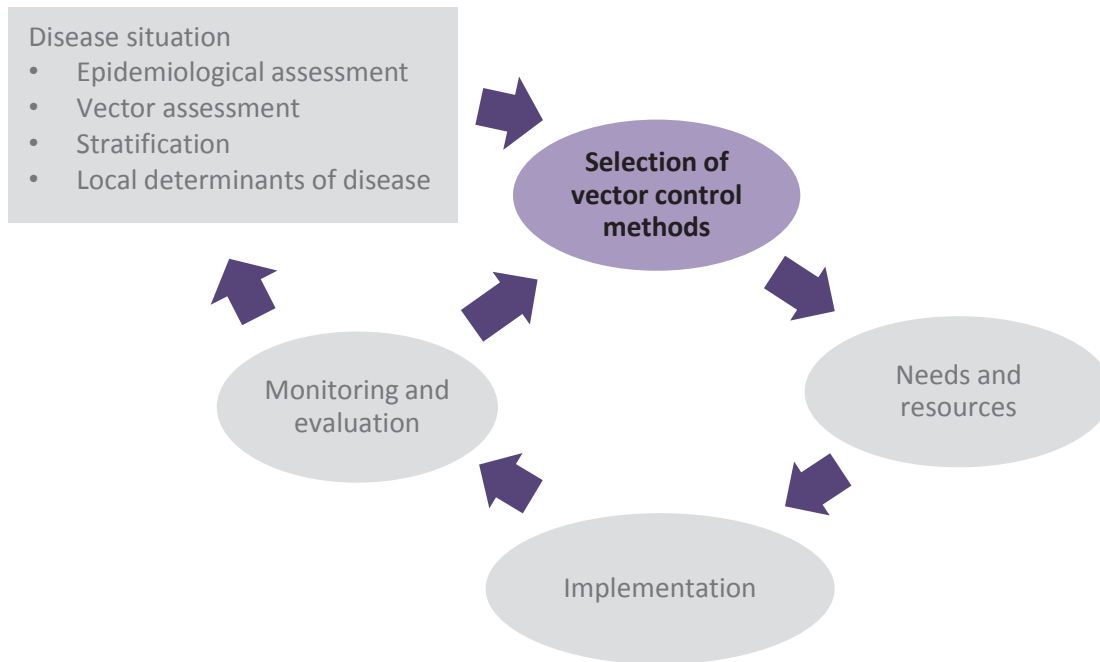 Disease situation
• Epidemiological assessment
• Vector assessment
• Stratification
• Local determinants of disease
Selection of
vector control
methods
Needs and
resources
Implementation
Monitoring and
evaluation